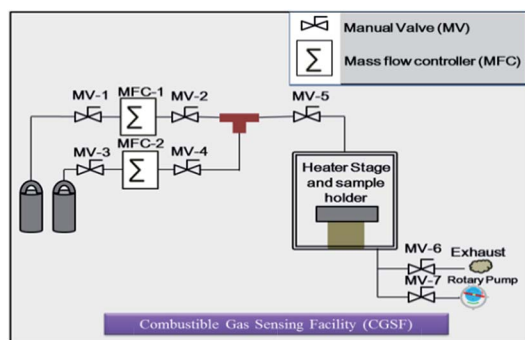 Manual Valve (MV)
Σ Mass flow controller (MFC)
MV-1 MFC-1 MV-2 MV-5
Σ
MV-3 MFC-2 MV-4
Σ
Heater Stage
and sample
holder
MV-6 Exhaust
MV-7 Rotary Pump
Combustible Gas Sensing Facility (CGSF)